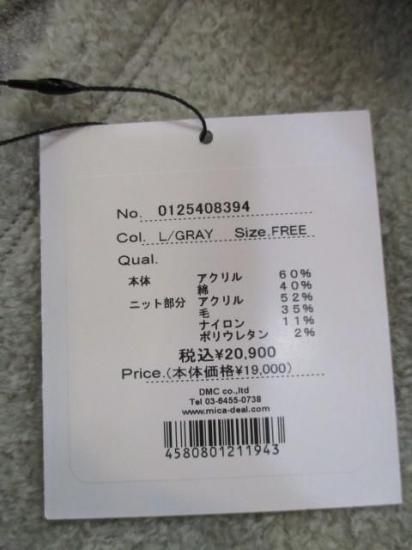 No. 0125408394
Col. L/GRAY Size.FREE
Qual.
本体 アクリル 60%
綿 40%
ニット部分 アクリル 52%
毛 35%
ナイロン 11%
ポリウレタン 2%
税込¥20,900
Price.(本体価格¥19,000)
DMC co.,ltd
Tel 03-6455-0738
www.mica-deal.com
4580801211943